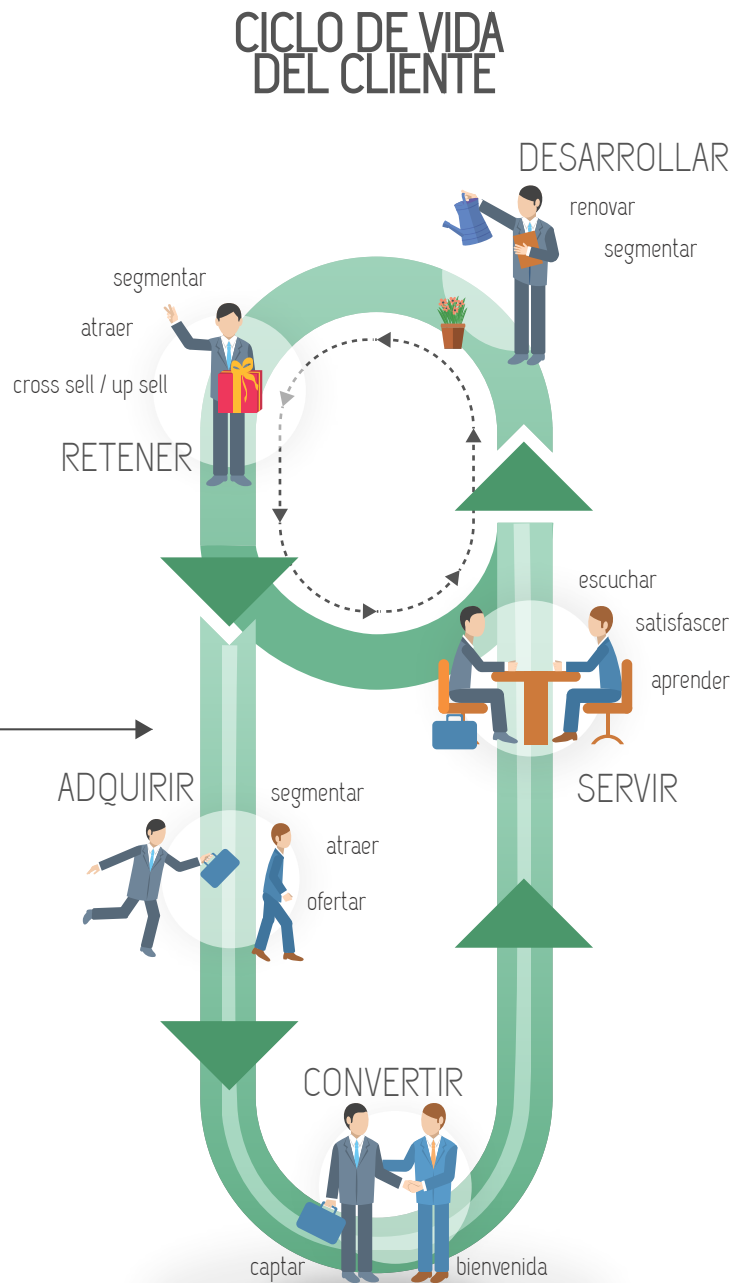 CICLO DE VIDA
DEL CLIENTE
DESARROLLAR
renovar
segmentar
segmentar
atraer
cross sell / up sell
RETENER
escuchar
satisfascer
aprender
SERVIR
ADQUIRIR
segmentar
atraer
ofertar
CONVERTIR
captar
bienvenida